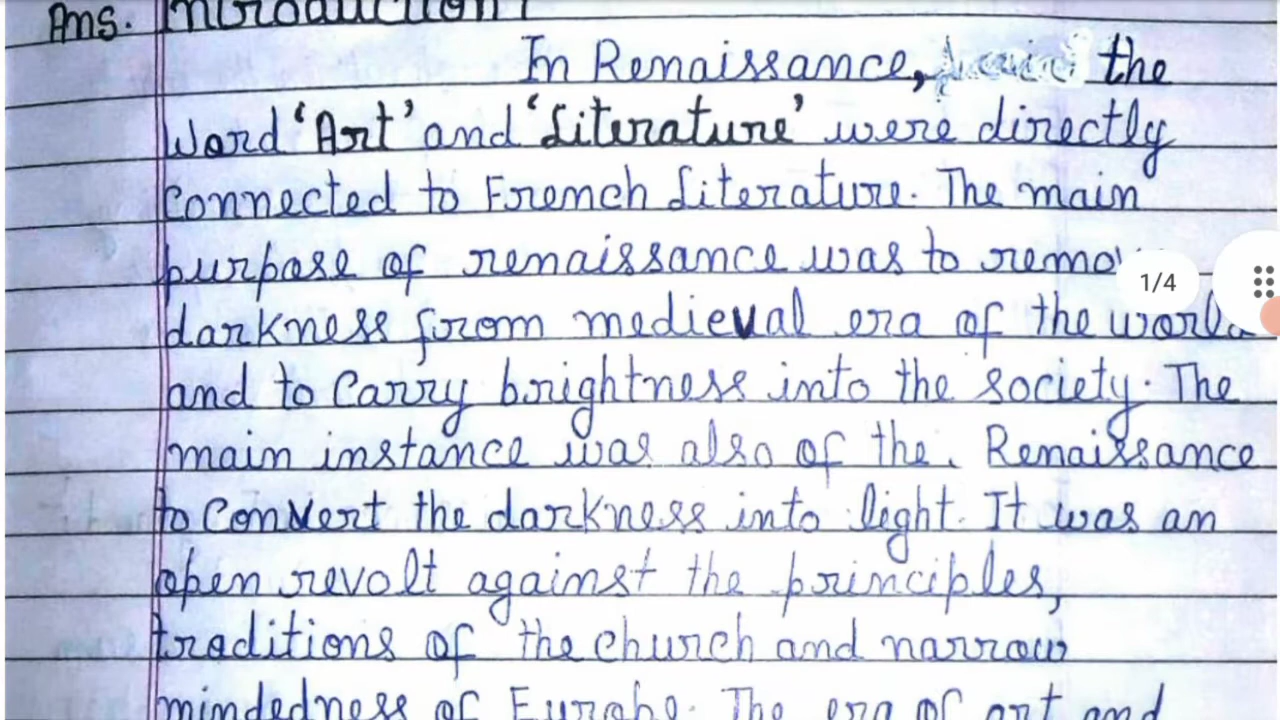 Ans. Introduction!
In Renaissance, the
word 'Art' and 'Literature' were directly
connected to French Literature. The main
purpose of renaissance was to remo
1/4
darkness from medieval era of the world
and to carry brightness into the society. The
main instance was also of the. Renaissance
to convert the darkness into light. It was an
open revolt against the principles,
traditions of the church and narrow
mindedness of Europe. The era of art and